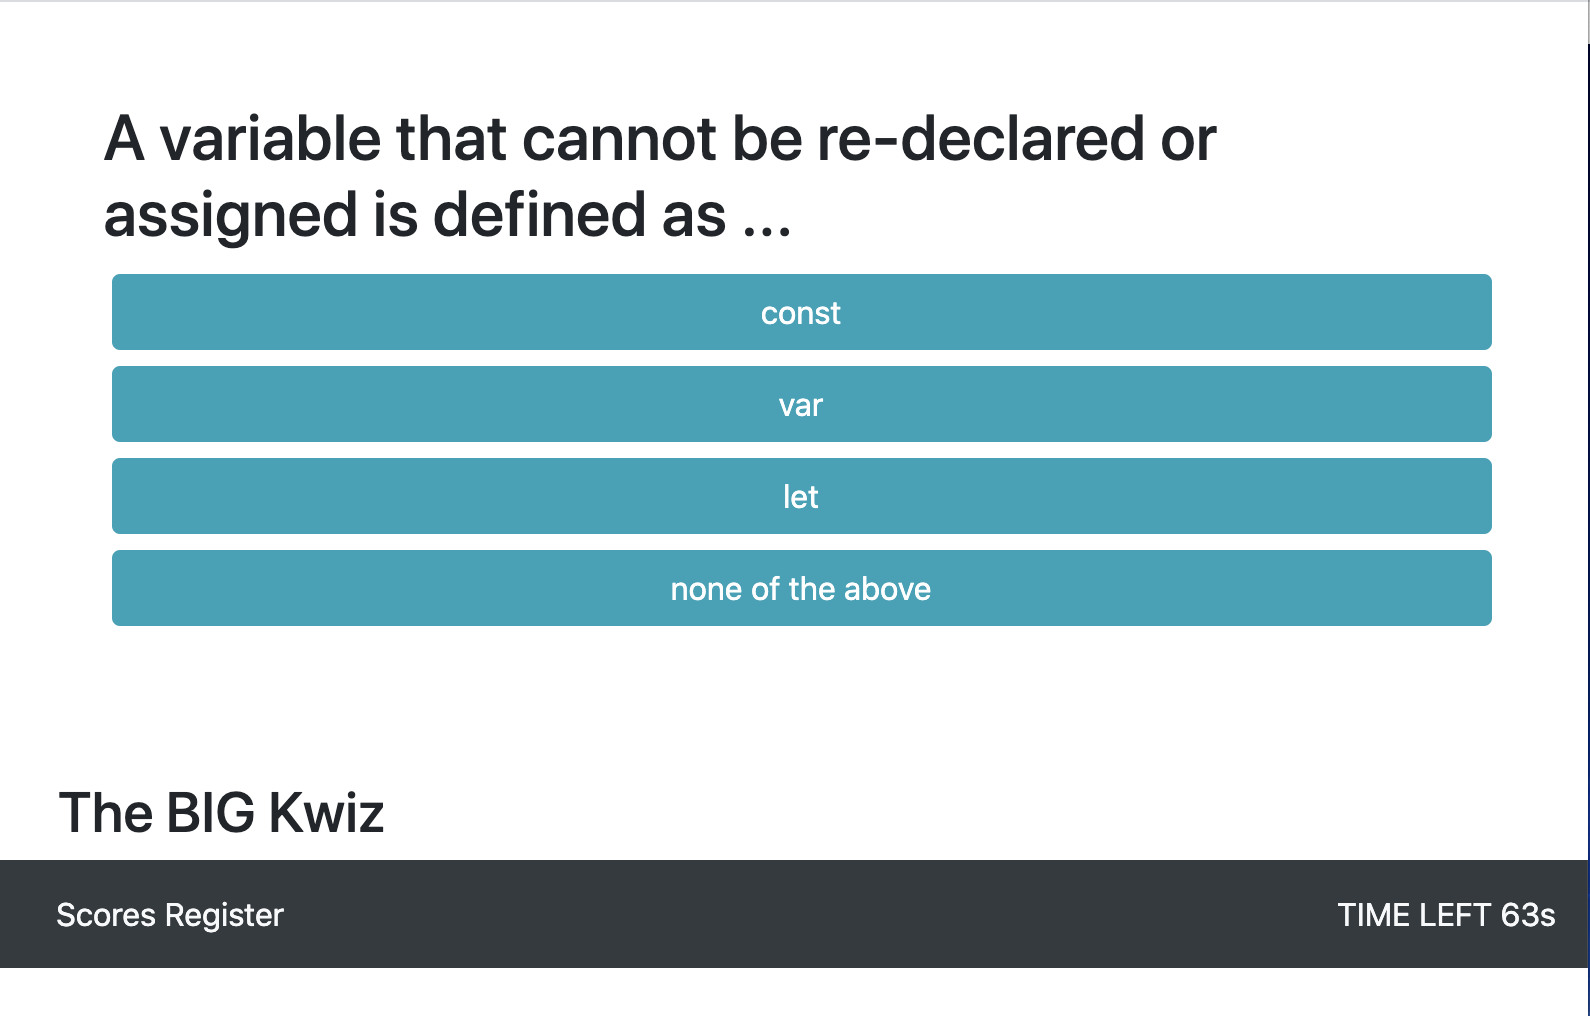 A variable that cannot be re-declared or
assigned is defined as ...
const
var
let
none of the above
The BIG Kwiz
Scores Register
TIME LEFT 63s